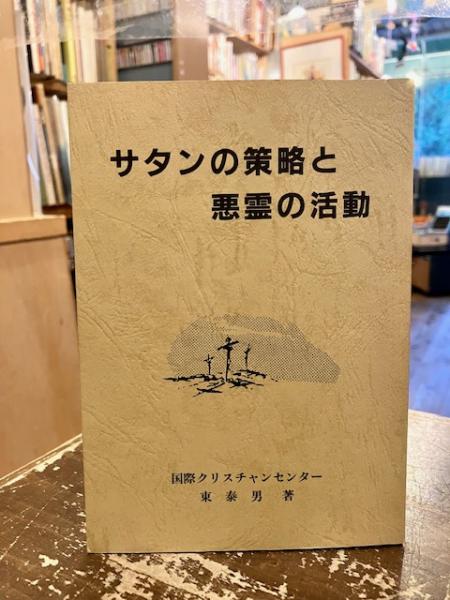 サタンの策略と
悪霊の活動
国際クリスチャンセンター
東泰男 著